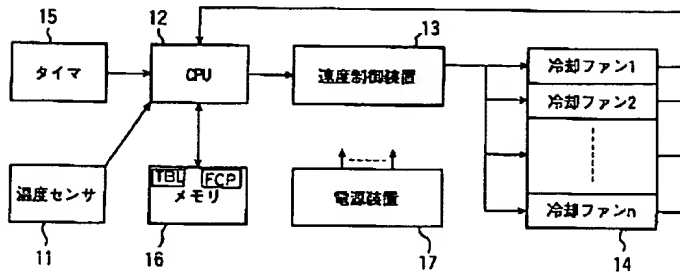 15
12
13
タイマ
CPU
速度制御装置
冷却ファン1
冷却ファン2
温度センサ
TBL
FCP
メモリ
電源装置
冷却ファンn
11
16
17
14